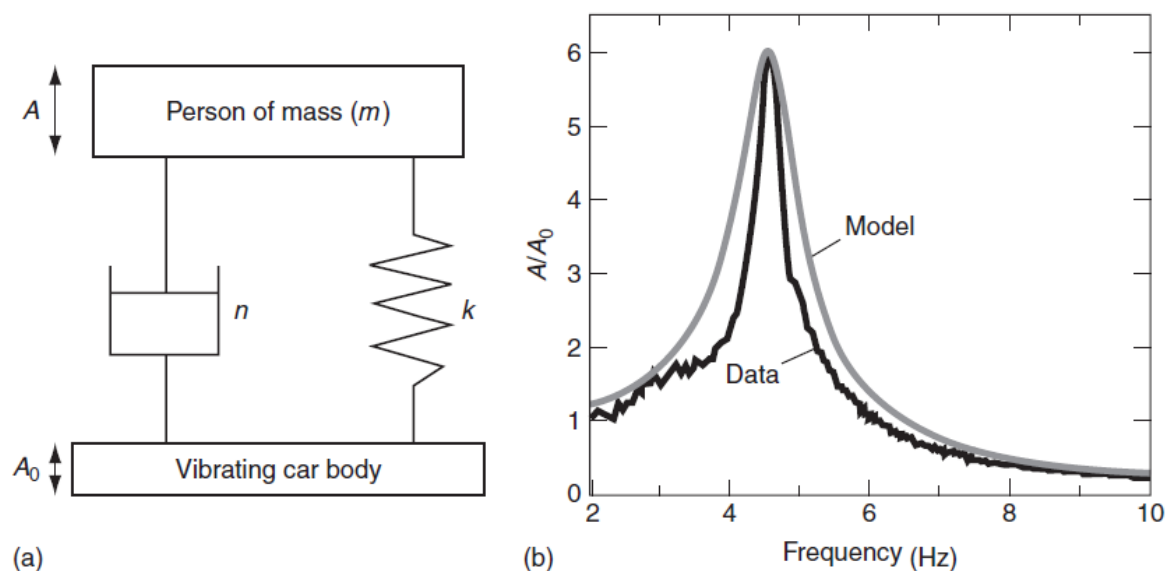 A
Person of mass (m)
n
k
A0
Vibrating car body
(a)
6
5
4
3
2
1
0
A/A0
Model
Data
2
4
6
8
10
Frequency (Hz)
(b)